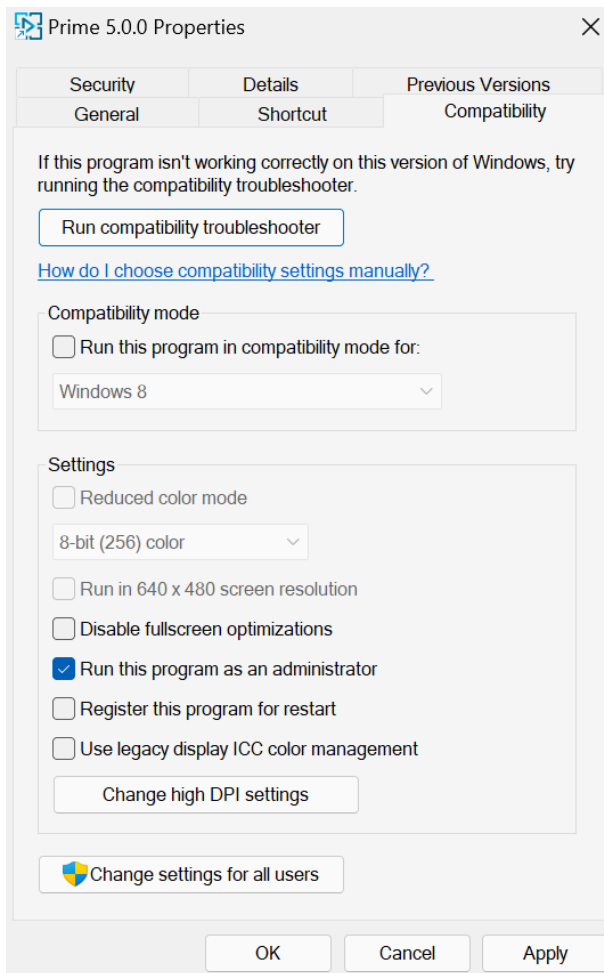 Prime 5.0.0 Properties
Security Details Previous Versions
General Shortcut Compatibility
If this program isn't working correctly on this version of Windows, try
running the compatibility troubleshooter.
Run compatibility troubleshooter
How do I choose compatibility settings manually?
Compatibility mode
Run this program in compatibility mode for:
Windows 8
Settings
Reduced color mode
8-bit (256) color
Run in 640 x 480 screen resolution
Disable fullscreen optimizations
Run this program as an administrator
Register this program for restart
Use legacy display ICC color management
Change high DPI settings
Change settings for all users
OK Cancel Apply